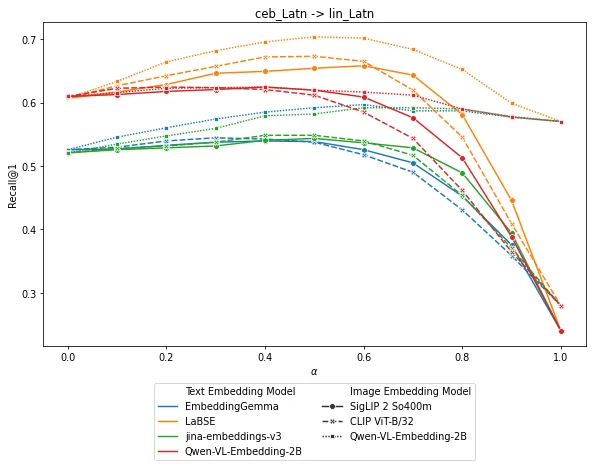 ceb_Latn -> lin_Latn
0.7
0.6
0.5
0.4
0.3
Recall@1
0.0 0.2 0.4 0.6 0.8 1.0
α
Text Embedding Model Image Embedding Model
EmbeddingGemma SigLIP 2 So400m
LaBSE CLIP ViT-B/32
jina-embeddings-v3 Qwen-VL-Embedding-2B
Qwen-VL-Embedding-2B